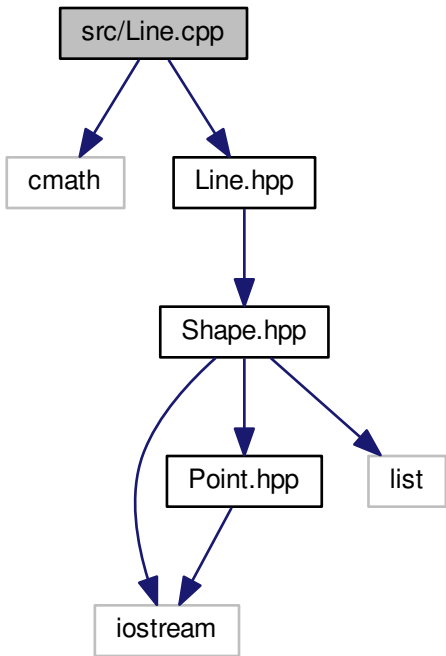 src/Line.cpp
cmath
Line.hpp
Shape.hpp
Point.hpp
list
iostream